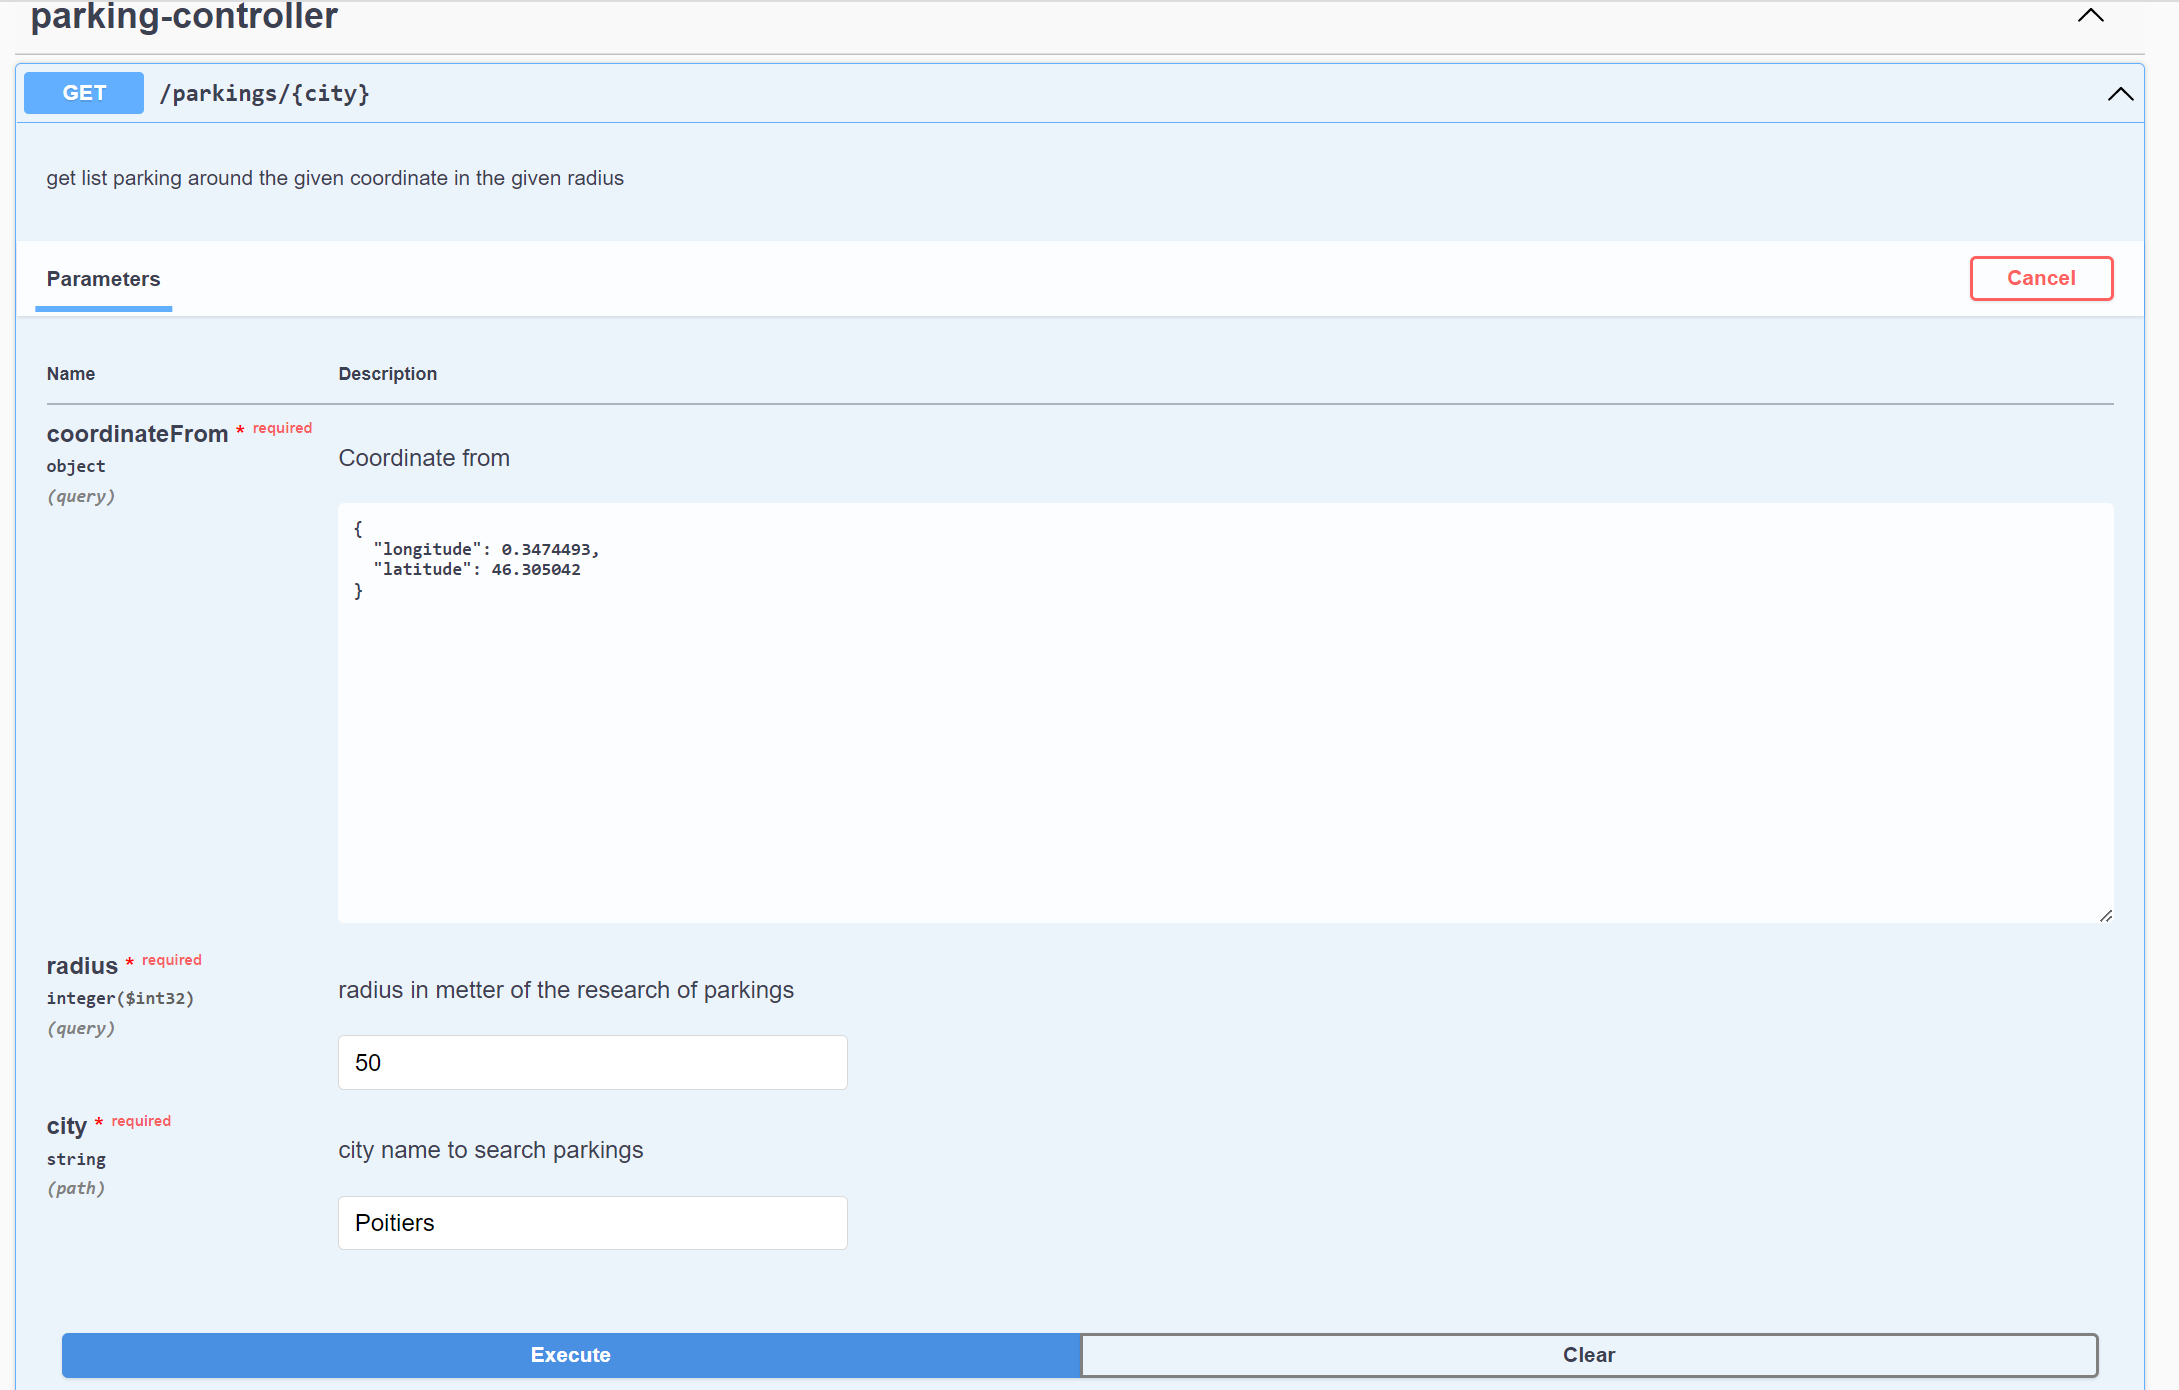 parking-controller
GET /parkings/{city}
get list parking around the given coordinate in the given radius
Parameters
Cancel
Name Description
coordinateFrom * required
object
(query)
Coordinate from
{
  "longitude": 0.3474493,
  "latitude": 46.305042
}
radius * required
integer($int32)
(query)
radius in metter of the research of parkings
50
city * required
string
(path)
city name to search parkings
Poitiers
Execute Clear